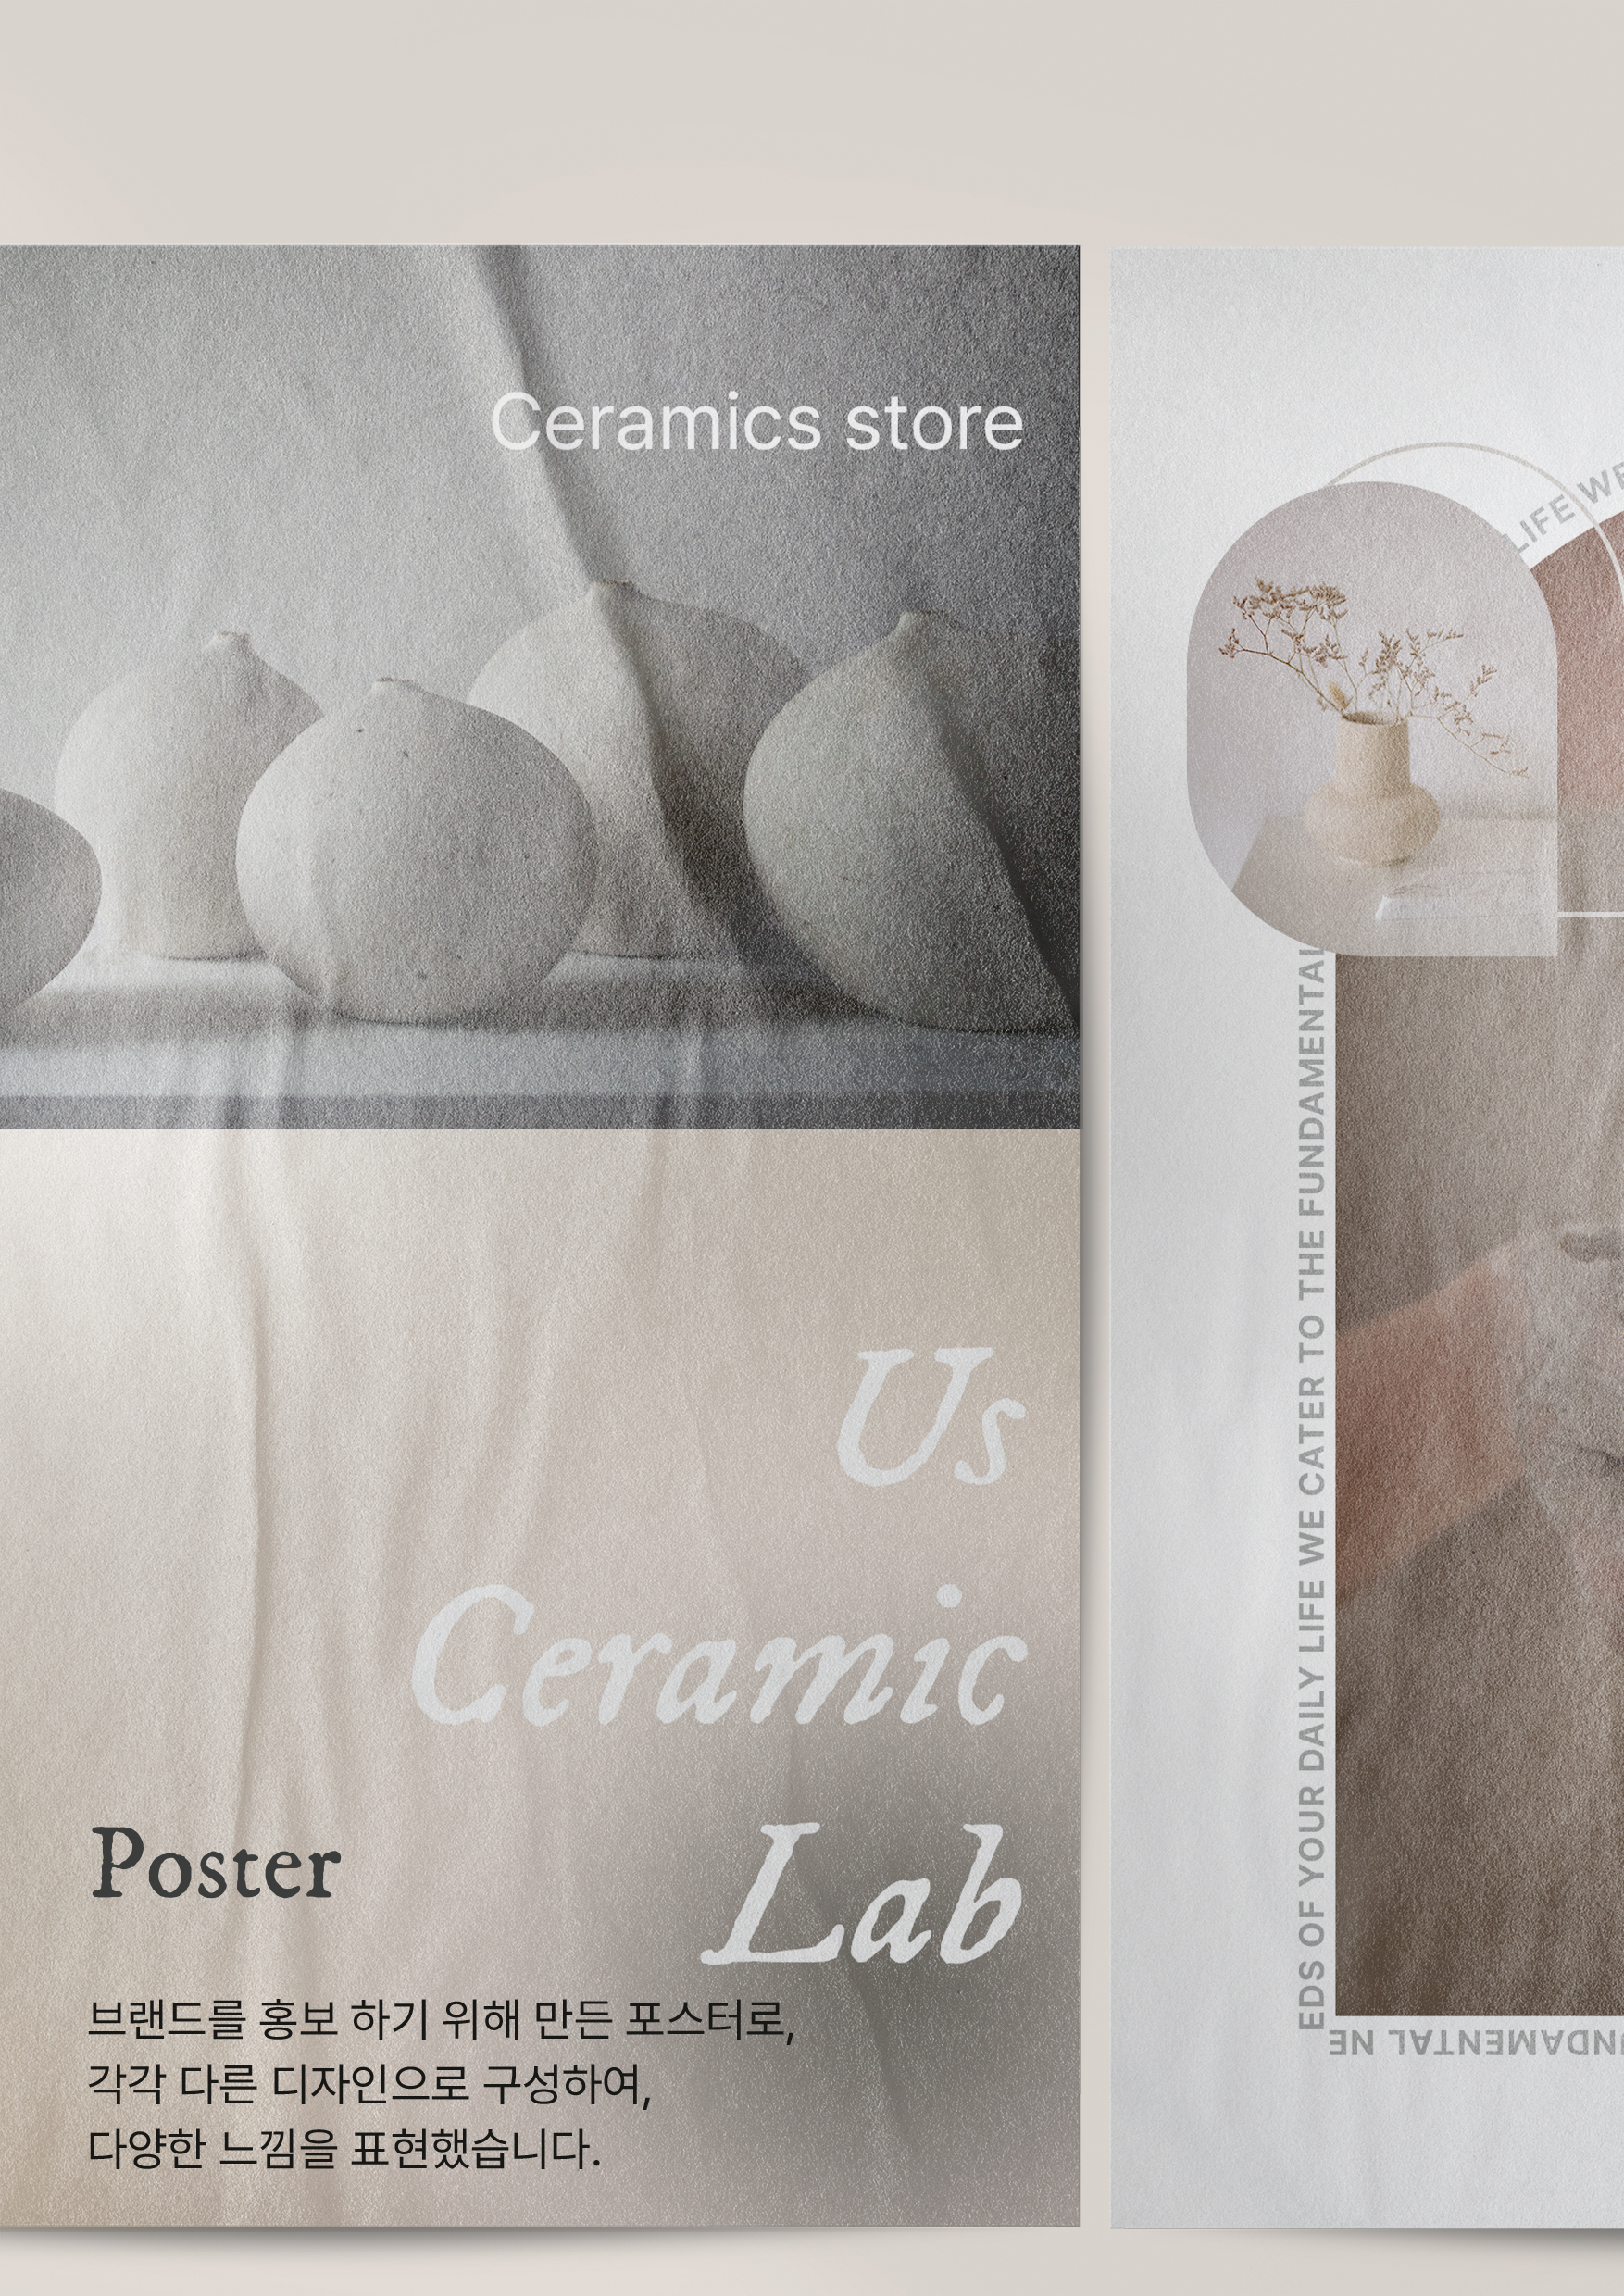 Ceramics store
Us
Ceramic
Lab
Poster
브랜드를 홍보 하기 위해 만든 포스터로,
각각 다른 디자인으로 구성하여,
다양한 느낌을 표현했습니다.
LIFE WE
EDS OF YOUR DAILY LIFE WE CATER TO THE FUNDAMENTAL
UNDAMENTAL NE